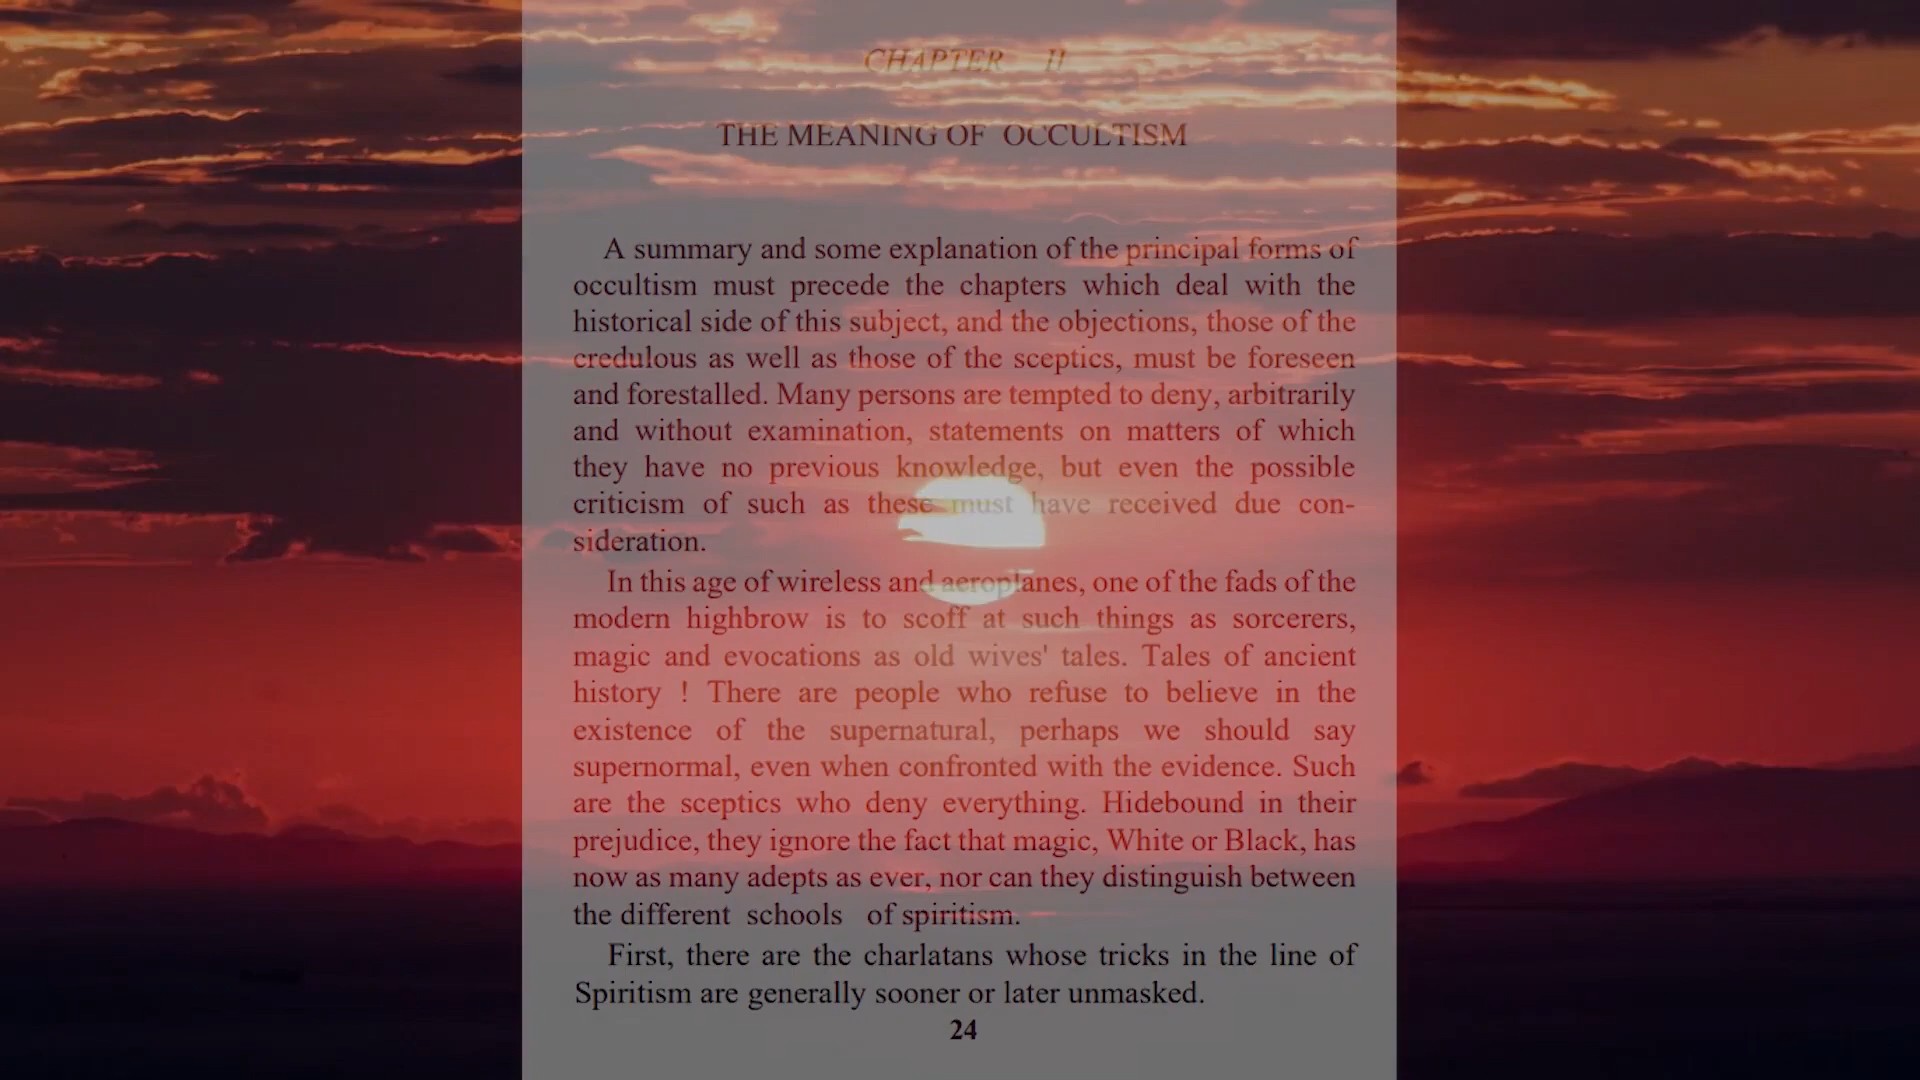 CHAPTER II
THE MEANING OF OCCULTISM
A summary and some explanation of the principal forms of
occultism must precede the chapters which deal with the
historical side of this subject, and the objections, those of the
credulous as well as those of the sceptics, must be foreseen
and forestalled. Many persons are tempted to deny, arbitrarily
and without examination, statements on matters of which
they have no previous knowledge, but even the possible
criticism of such as these must have received due con-
sideration.
In this age of wireless and aeroplanes, one of the fads of the
modern highbrow is to scoff at such things as sorcerers,
magic and evocations as old wives' tales. Tales of ancient
history ! There are people who refuse to believe in the
existence of the supernatural, perhaps we should say
supernormal, even when confronted with the evidence. Such
are the sceptics who deny everything. Hidebound in their
prejudice, they ignore the fact that magic, White or Black, has
now as many adepts as ever, nor can they distinguish between
the different schools of spiritism.
First, there are the charlatans whose tricks in the line of
Spiritism are generally sooner or later unmasked.
24